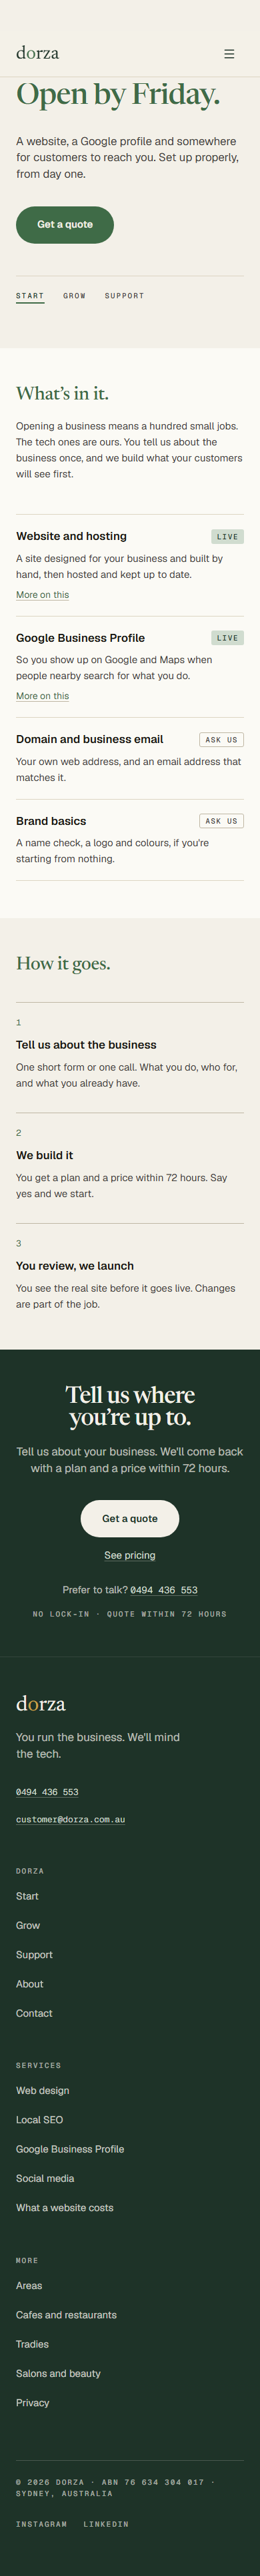 dorza
Open by Friday.
A website, a Google profile and somewhere
for customers to reach you. Set up properly,
from day one.
Get a quote
START GROW SUPPORT
What's in it.
Opening a business means a hundred small jobs.
The tech ones are ours. You tell us about the
business once, and we build what your customers
will see first.
Website and hosting LIVE
A site designed for your business and built by
hand, then hosted and kept up to date.
More on this
Google Business Profile LIVE
So you show up on Google and Maps when
people nearby search for what you do.
More on this
Domain and business email ASK US
Your own web address, and an email address that
matches it.
Brand basics ASK US
A name check, a logo and colours, if you're
starting from nothing.
How it goes.
1
Tell us about the business
One short form or one call. What you do, who for,
and what you already have.
2
We build it
You get a plan and a price within 72 hours. Say
yes and we start.
3
You review, we launch
You see the real site before it goes live. Changes
are part of the job.
Tell us where
you're up to.
Tell us about your business. We'll come back
with a plan and a price within 72 hours.
Get a quote
See pricing
Prefer to talk? 0494 436 553
NO LOCK-IN · QUOTE WITHIN 72 HOURS
dorza
You run the business. We'll mind
the tech.
0494 436 553
customer@dorza.com.au
DORZA
Start
Grow
Support
About
Contact
SERVICES
Web design
Local SEO
Google Business Profile
Social media
What a website costs
MORE
Areas
Cafes and restaurants
Tradies
Salons and beauty
Privacy
© 2026 DORZA · ABN 76 634 304 017 ·
SYDNEY, AUSTRALIA
INSTAGRAM LINKEDIN